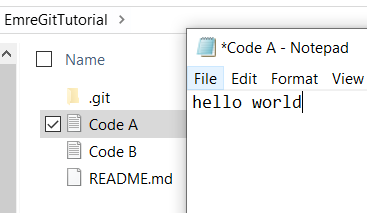 EmreGitTutorial
Name
.git
Code A
Code B
README.md
*Code A - Notepad
File Edit Format View
hello world